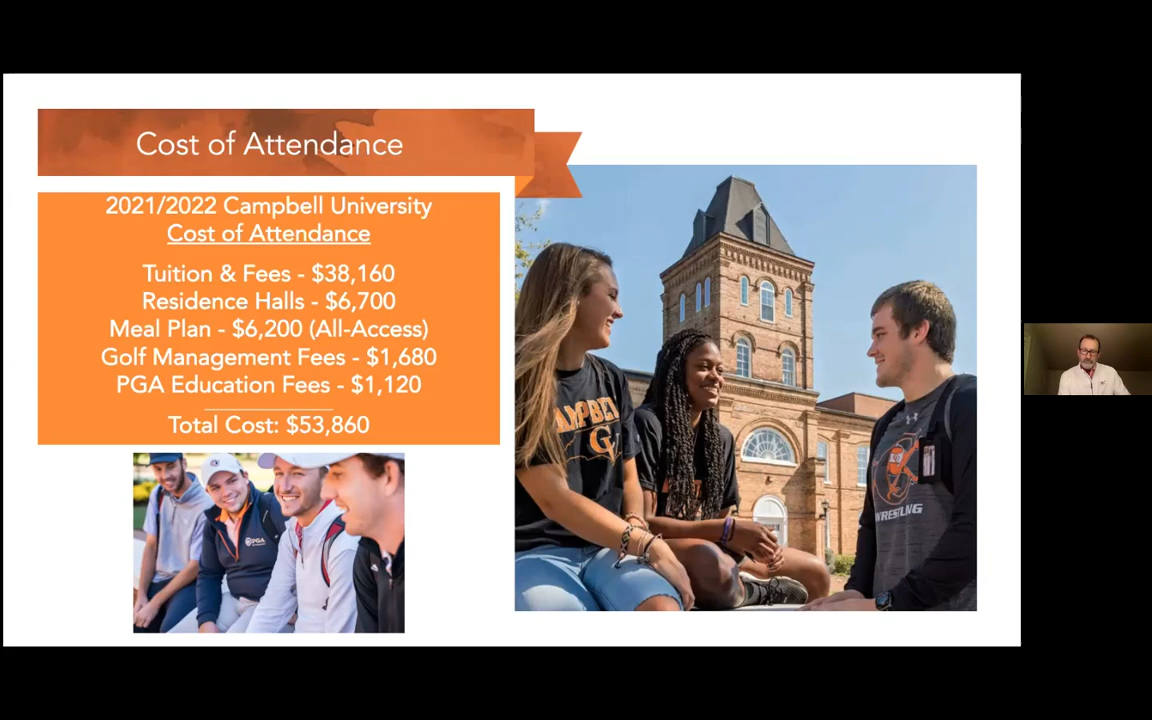 Cost of Attendance
2021/2022 Campbell University
Cost of Attendance
Tuition & Fees - $38,160
Residence Halls - $6,700
Meal Plan - $6,200 (All-Access)
Golf Management Fees - $1,680
PGA Education Fees - $1,120
Total Cost: $53,860
PGA
WRESTLING